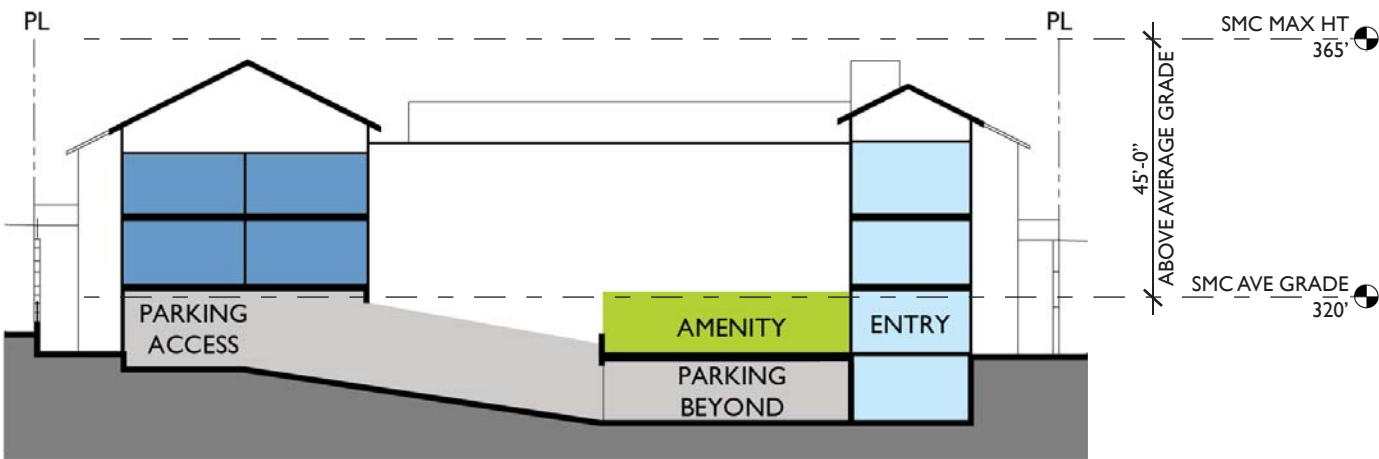 PL
PL
SMC MAX HT
365’
45’-0”
ABOVE AVERAGE GRADE
SMC AVE GRADE
320’
PARKING
ACCESS
AMENITY
ENTRY
PARKING
BEYOND